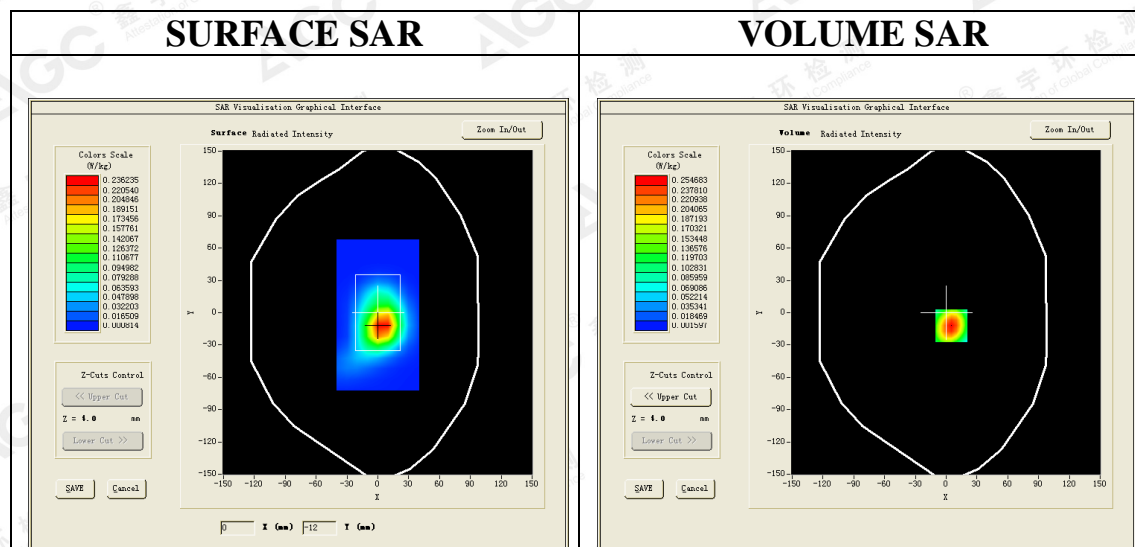 SURFACE SAR
VOLUME SAR
SAR Visualisation Graphical Interface
Surface Radiated Intensity
Zoom In/Out
Colors Scale
(W/kg)
0.236235
0.220540
0.204846
0.189151
0.173456
0.157761
0.142067
0.126372
0.110677
0.094982
0.079288
0.063593
0.047898
0.032203
0.016509
0.000814
150
120
90
60
30
0
-30
-60
-90
-120
-150
Y
-150 -120 -90 -60 -30 0 30 60 90 120 150
X
Z-Cuts Control
<< Upper Cut
Z = 4.0 mm
Lower Cut >>
SAVE Cancel
0 X (mm) -12 Y (mm)
SAR Visualisation Graphical Interface
Volume Radiated Intensity
Zoom In/Out
Colors Scale
(W/kg)
0.254683
0.237810
0.220938
0.204065
0.187193
0.170321
0.153448
0.136576
0.119703
0.102831
0.085959
0.069086
0.052214
0.035341
0.018469
0.001597
150
120
90
60
30
0
-30
-60
-90
-120
-150
Y
-150 -120 -90 -60 -30 0 30 60 90 120 150
X
Z-Cuts Control
<< Upper Cut
Z = 4.0 mm
Lower Cut >>
SAVE Cancel